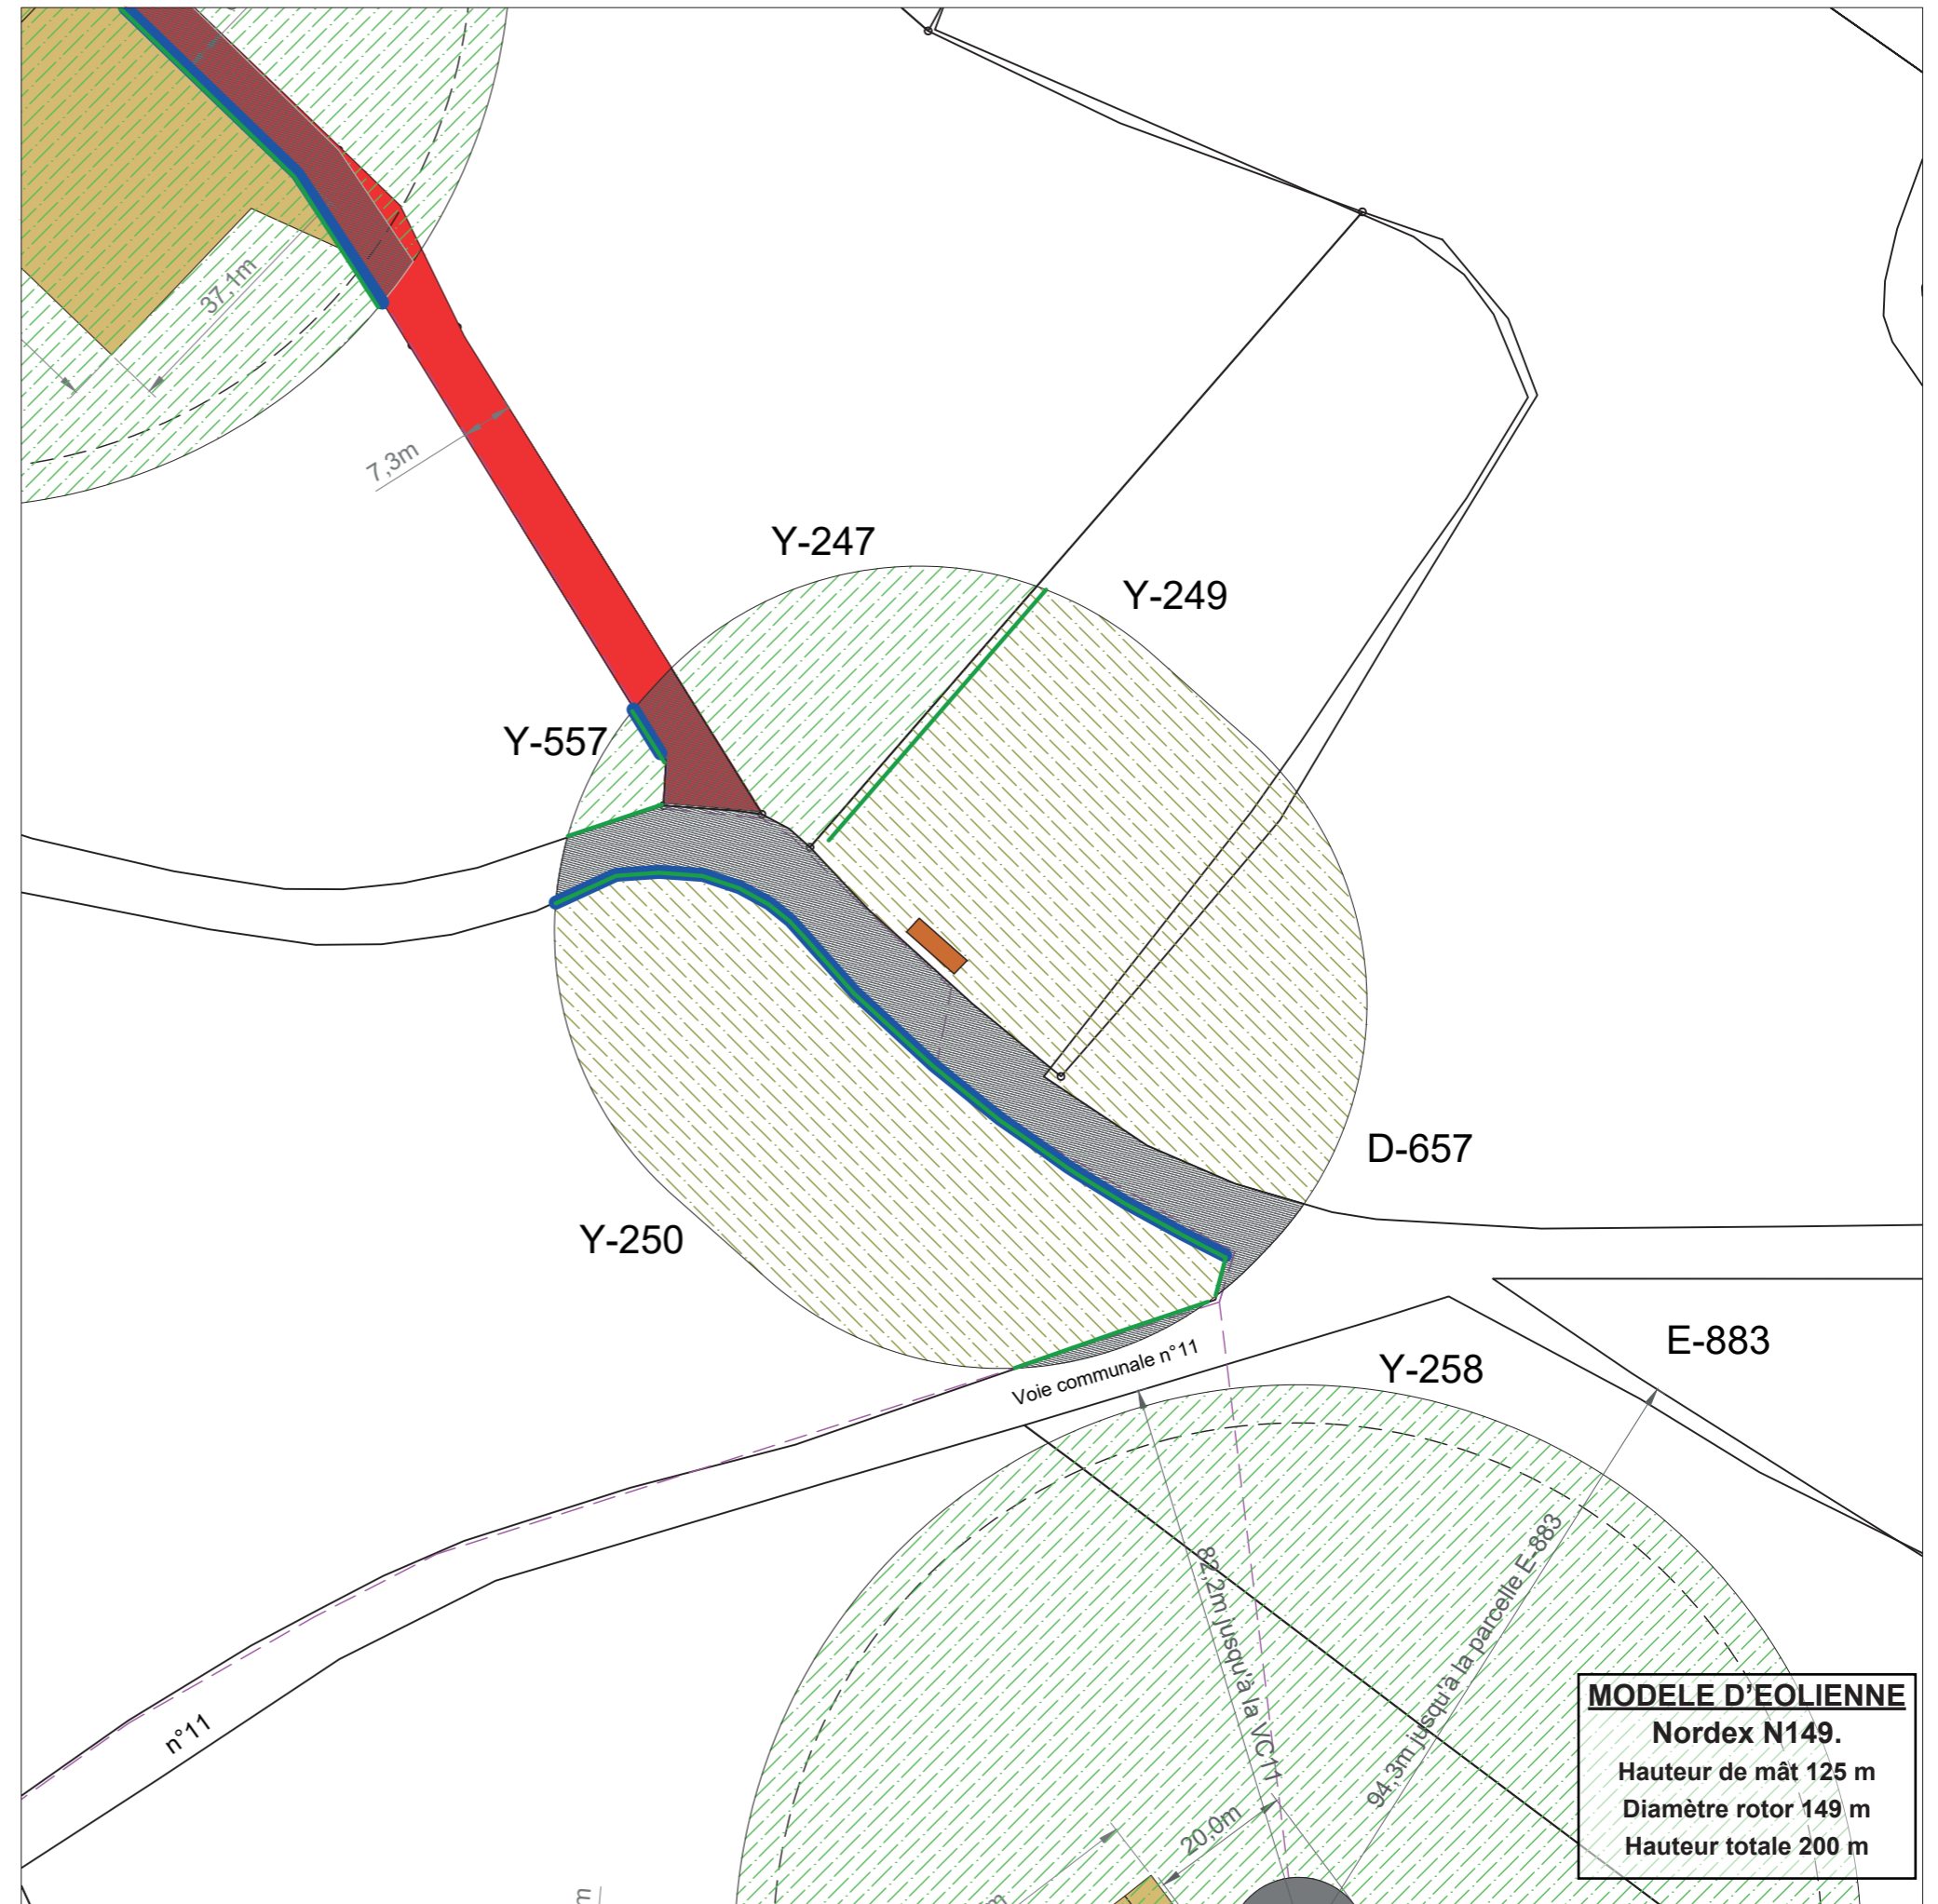 37,1m
7,3m
Y-247
Y-249
Y-557
D-657
Y-250
E-883
Y-258
Voie communale n°11
82,2m jusqu'à la VC11
94,3m jusqu'à la parcelle E-883
n°11
20,0m
m
m
MODELE D'EOLIENNE
Nordex N149.
Hauteur de mât 125 m
Diamètre rotor 149 m
Hauteur totale 200 m